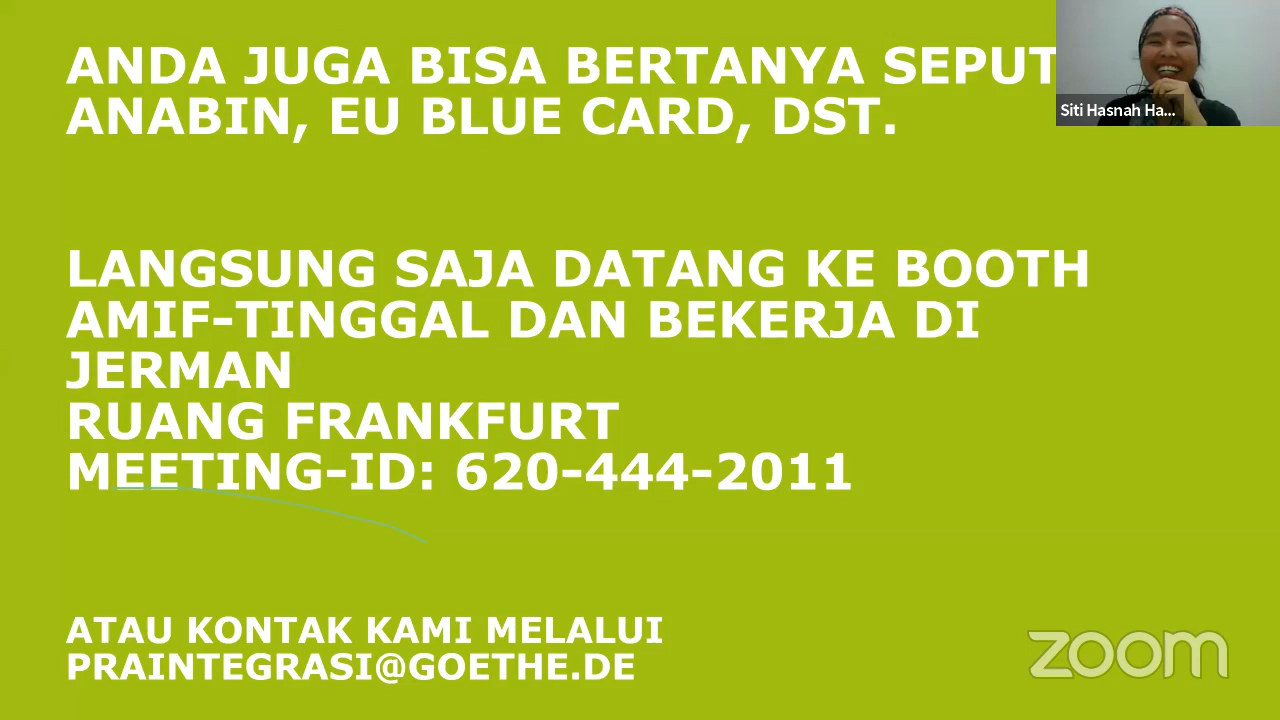 ANDA JUGA BISA BERTANYA SEPUT
ANABIN, EU BLUE CARD, DST.
Siti Hasnah Ha...
LANGSUNG SAJA DATANG KE BOOTH
AMIF-TINGGAL DAN BEKERJA DI
JERMAN
RUANG FRANKFURT
MEETING-ID: 620-444-2011
ATAU KONTAK KAMI MELALUI
PRAINTEGRASI@GOETHE.DE
zoom